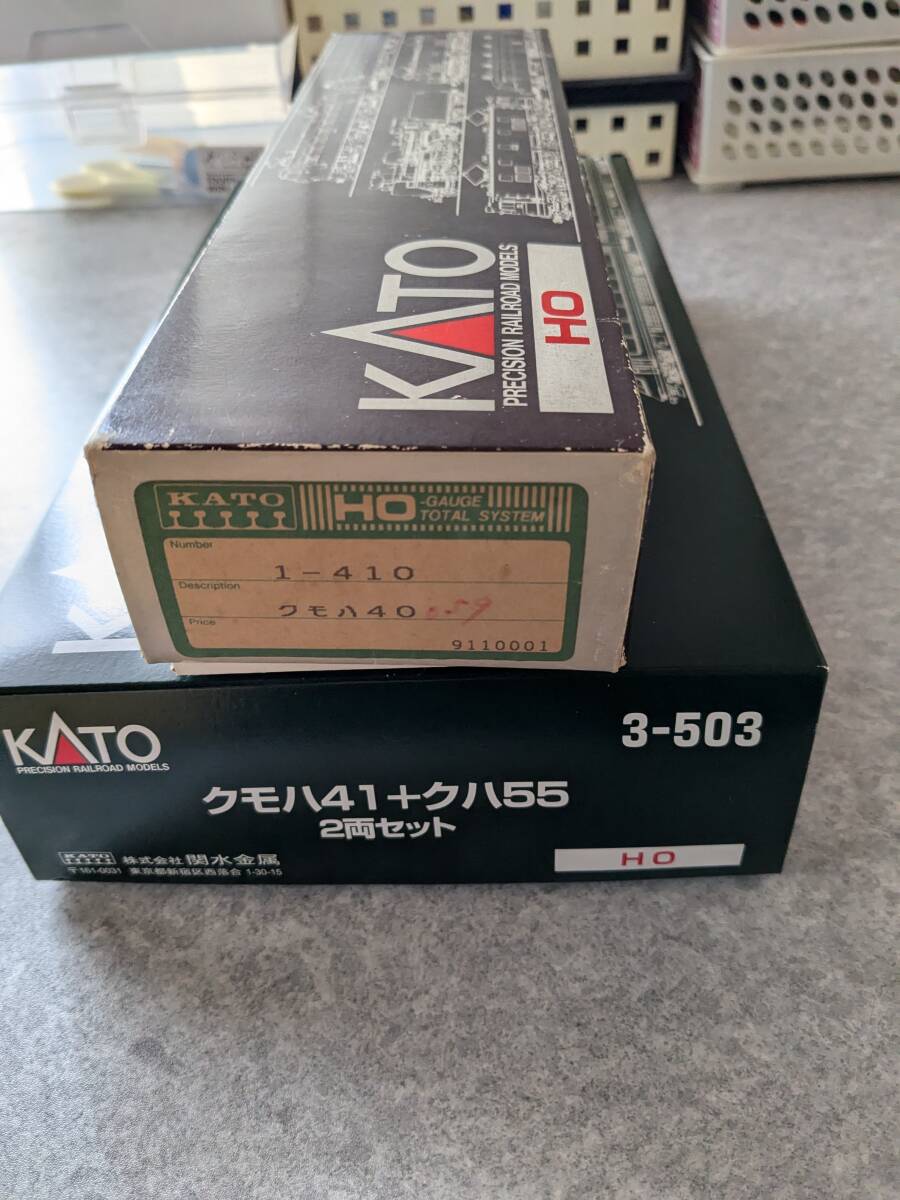 KATO
PRECISION RAILROAD MODELS
HO
KATO
HO -GAUGE
TOTAL SYSTEM
Number
1-410
Description
クモハ40
Price
9110001
KATO
PRECISION RAILROAD MODELS
3-503
クモハ41+クハ55
2両セット
KATO 株式会社 関水金属
〒161-0031 東京都新宿区西落合 1-30-15
HO